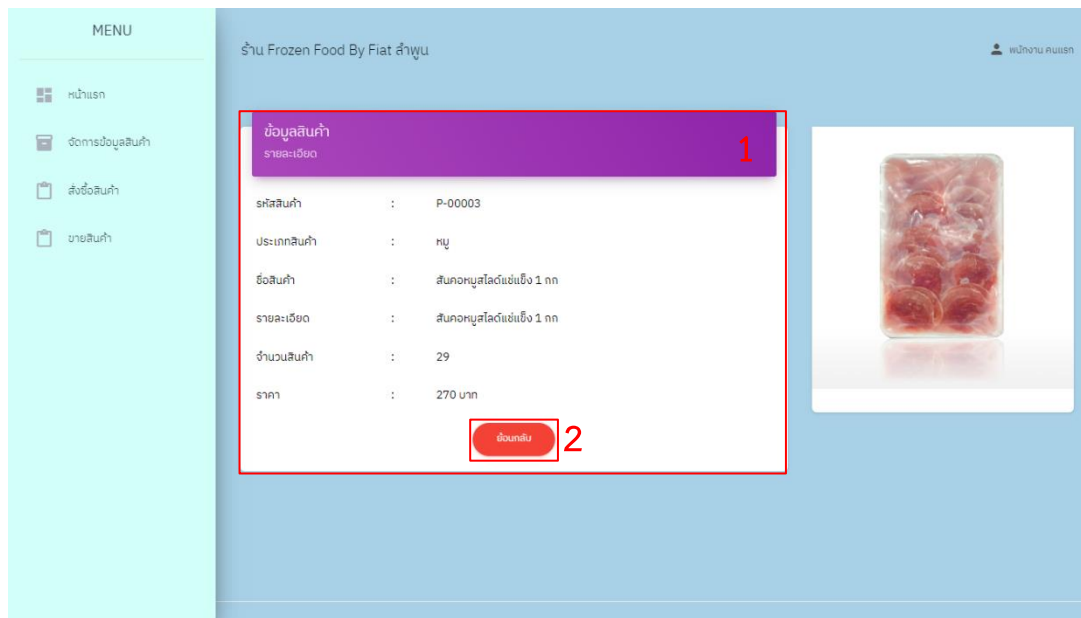 MENU
ร้าน Frozen Food By Fiat ลำพูน
พนักงาน คนแรก
หน้าแรก
จัดการข้อมูลสินค้า
สั่งซื้อสินค้า
ขายสินค้า
ข้อมูลสินค้า
รายละเอียด
1
รหัสสินค้า : P-00003
ประเภทสินค้า : หมู
ชื่อสินค้า : สันคอหมูสไลด์แช่แข็ง 1 กก
รายละเอียด : สันคอหมูสไลด์แช่แข็ง 1 กก
จำนวนสินค้า : 29
ราคา : 270 บาท
ย้อนกลับ 2